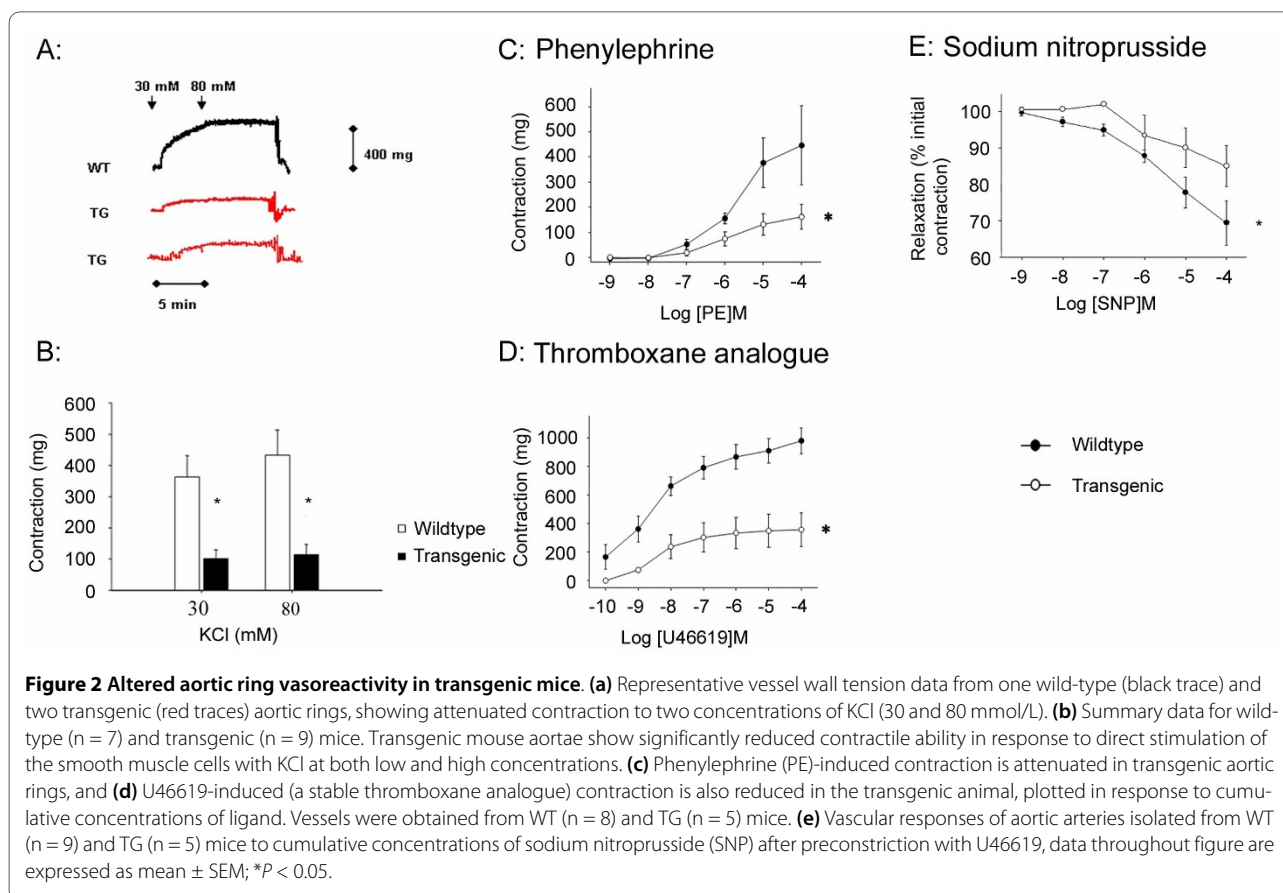 A:
30 mM 80 mM
WT
400 mg
TG
TG
5 min
B:
600
500
400
300
200
100
0
Contraction (mg)
* *
Wildtype
Transgenic
30 80
KCl (mM)
C: Phenylephrine
600
500
400
300
200
100
0
Contraction (mg)
*
-9 -8 -7 -6 -5 -4
Log [PE]M
D: Thromboxane analogue
1000
800
600
400
200
0
Contraction (mg)
*
-10 -9 -8 -7 -6 -5 -4
Log [U46619]M
E: Sodium nitroprusside
100
90
80
70
60
Relaxation (% initial
contraction)
*
-9 -8 -7 -6 -5 -4
Log [SNP]M
Wildtype
Transgenic
Figure 2 Altered aortic ring vasoreactivity in transgenic mice. (a) Representative vessel wall tension data from one wild-type (black trace) and
two transgenic (red traces) aortic rings, showing attenuated contraction to two concentrations of KCl (30 and 80 mmol/L). (b) Summary data for wild-
type (n = 7) and transgenic (n = 9) mice. Transgenic mouse aortae show significantly reduced contractile ability in response to direct stimulation of
the smooth muscle cells with KCl at both low and high concentrations. (c) Phenylephrine (PE)-induced contraction is attenuated in transgenic aortic
rings, and (d) U46619-induced (a stable thromboxane analogue) contraction is also reduced in the transgenic animal, plotted in response to cumu-
lative concentrations of ligand. Vessels were obtained from WT (n = 8) and TG (n = 5) mice. (e) Vascular responses of aortic arteries isolated from WT
(n = 9) and TG (n = 5) mice to cumulative concentrations of sodium nitroprusside (SNP) after preconstriction with U46619, data throughout figure are
expressed as mean ± SEM; *P < 0.05.